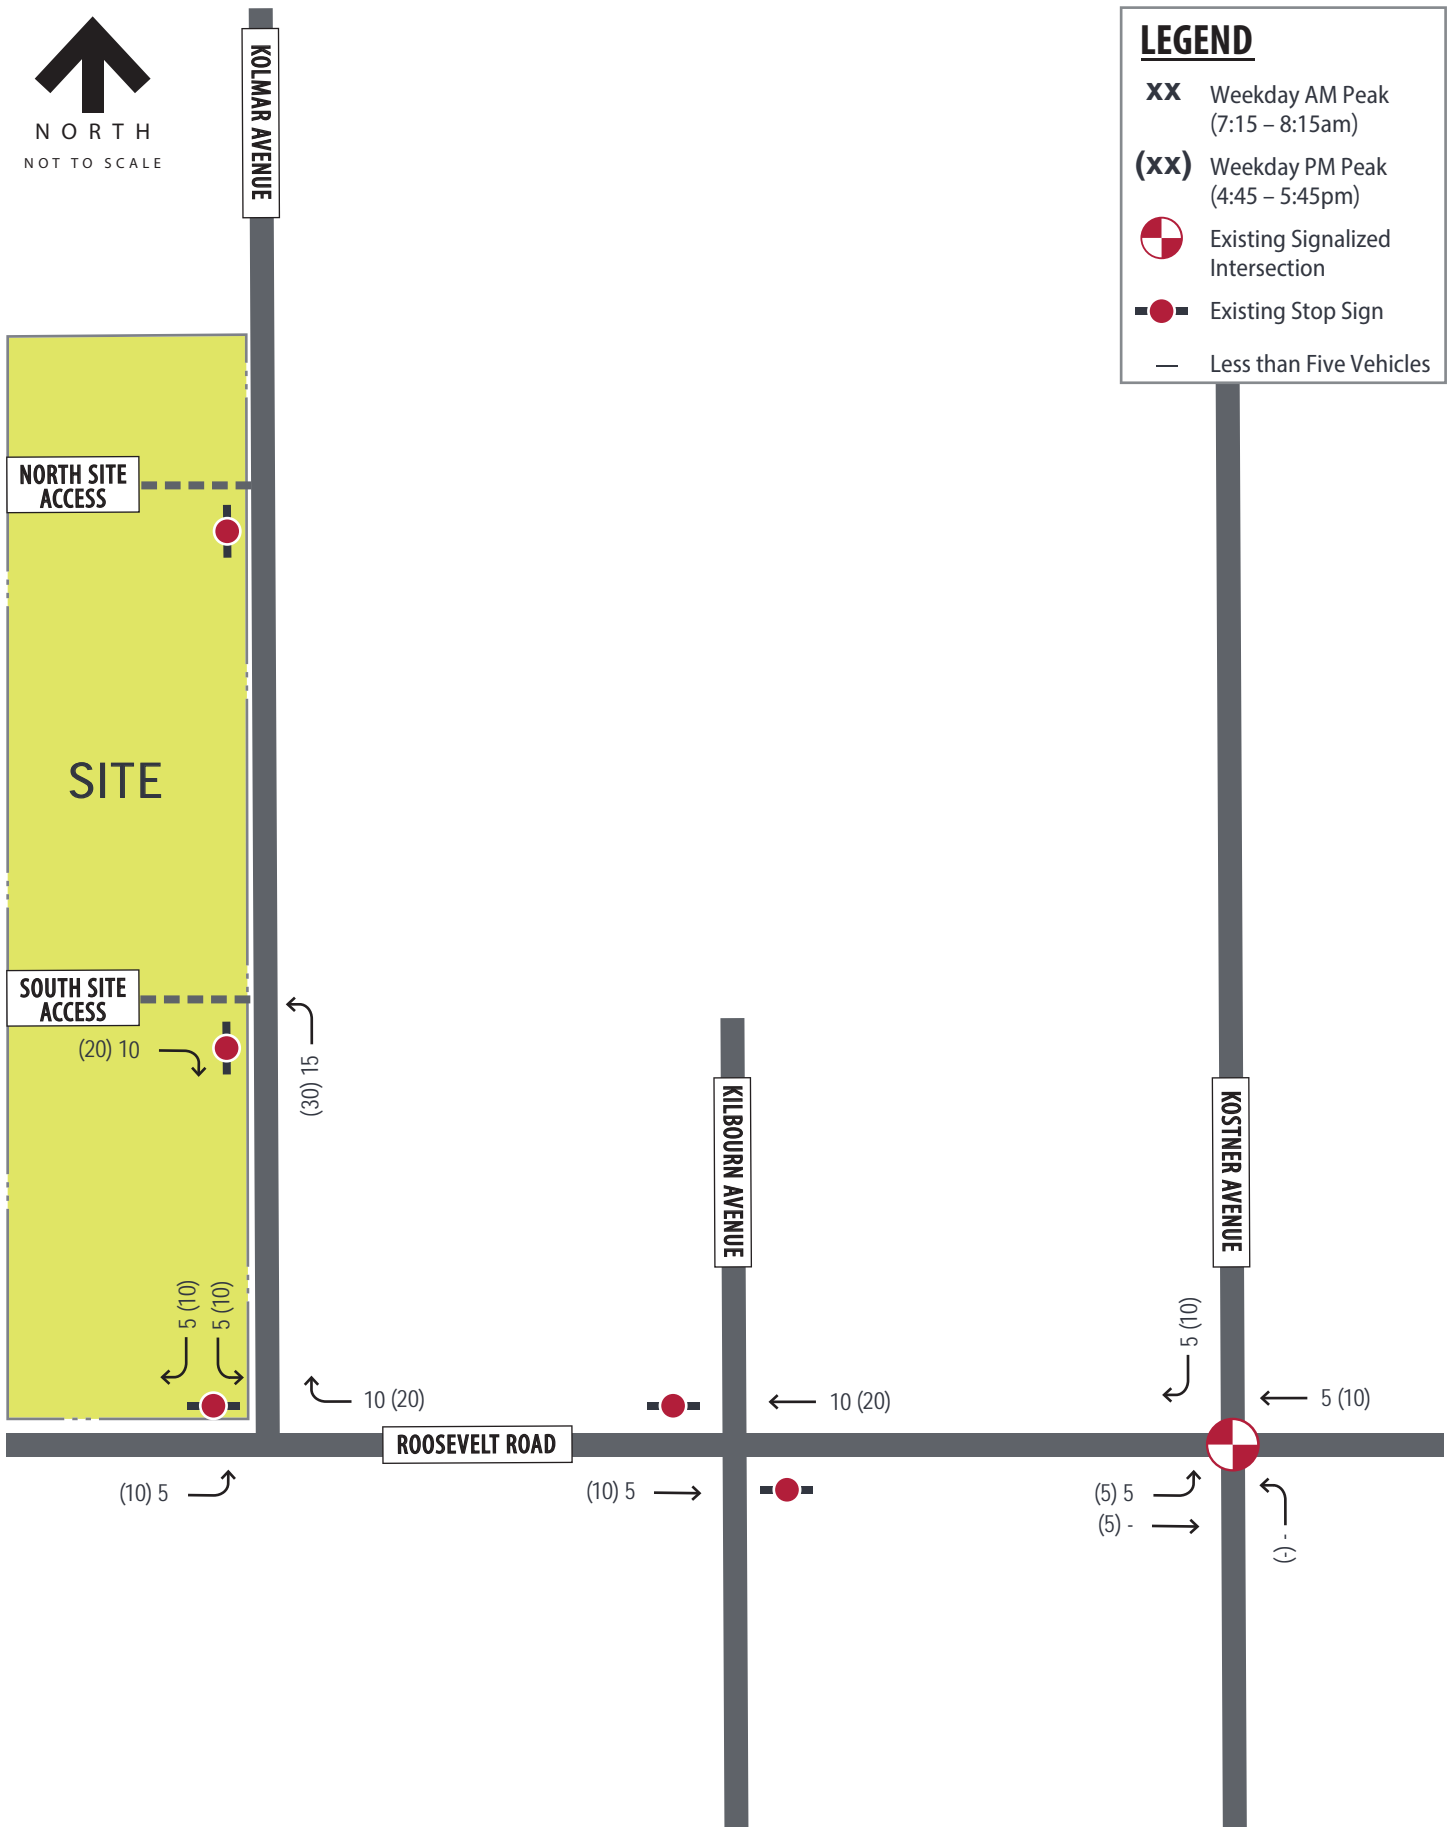 NORTH
NOT TO SCALE
KOLMAR AVENUE
LEGEND
xx Weekday AM Peak
(7:15 – 8:15am)
(xx) Weekday PM Peak
(4:45 – 5:45pm)
Existing Signalized
Intersection
Existing Stop Sign
— Less than Five Vehicles
NORTH SITE
ACCESS
SITE
SOUTH SITE
ACCESS
(20) 10
(30) 15
KILBOURN AVENUE
KOSTNER AVENUE
5 (10)
5 (10)
10 (20)
10 (20)
5 (10)
5 (10)
ROOSEVELT ROAD
(10) 5
(10) 5
(5) 5
(5) -
(-) -